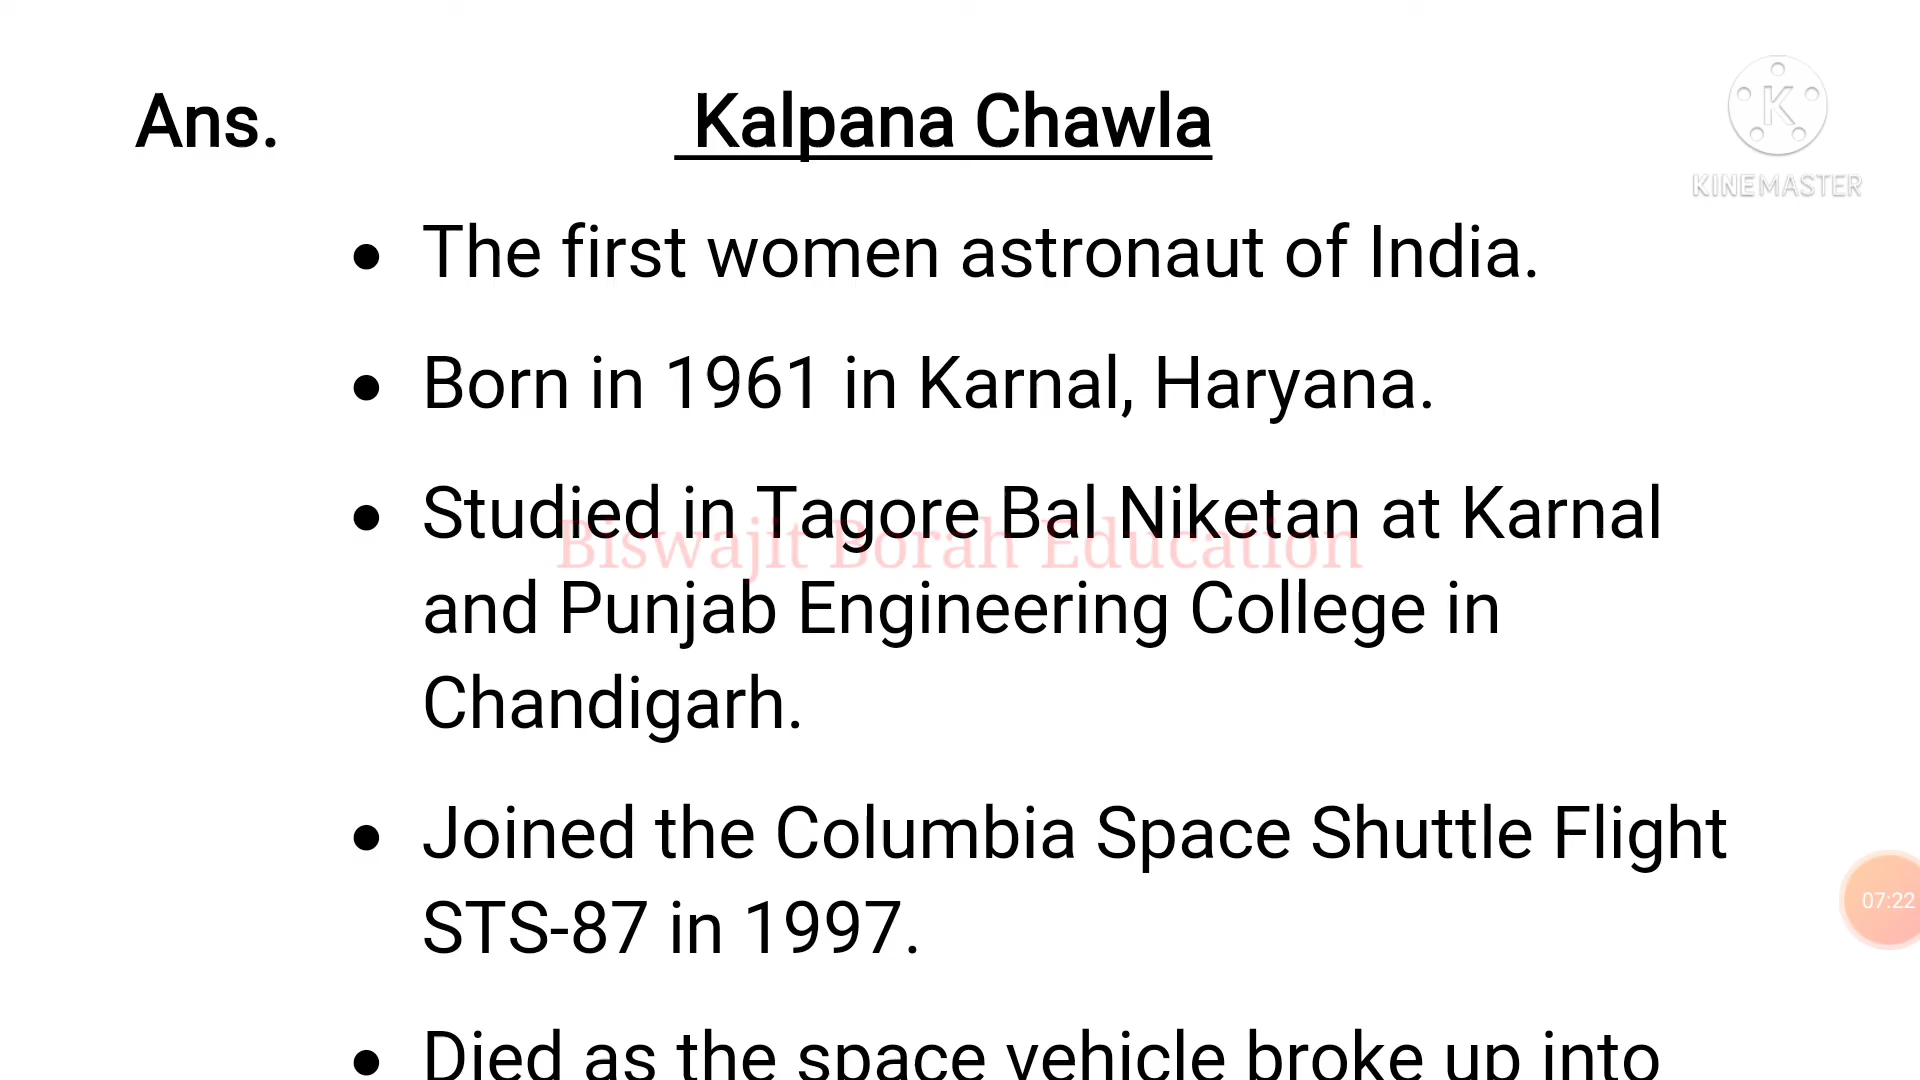 Ans. Kalpana Chawla
K
KINEMASTER
• The first women astronaut of India.
• Born in 1961 in Karnal, Haryana.
• Studied in Tagore Bal Niketan at Karnal
Biswajit Borah Education
and Punjab Engineering College in
Chandigarh.
• Joined the Columbia Space Shuttle Flight
07:22
STS-87 in 1997.
• Died as the space vehicle broke up into